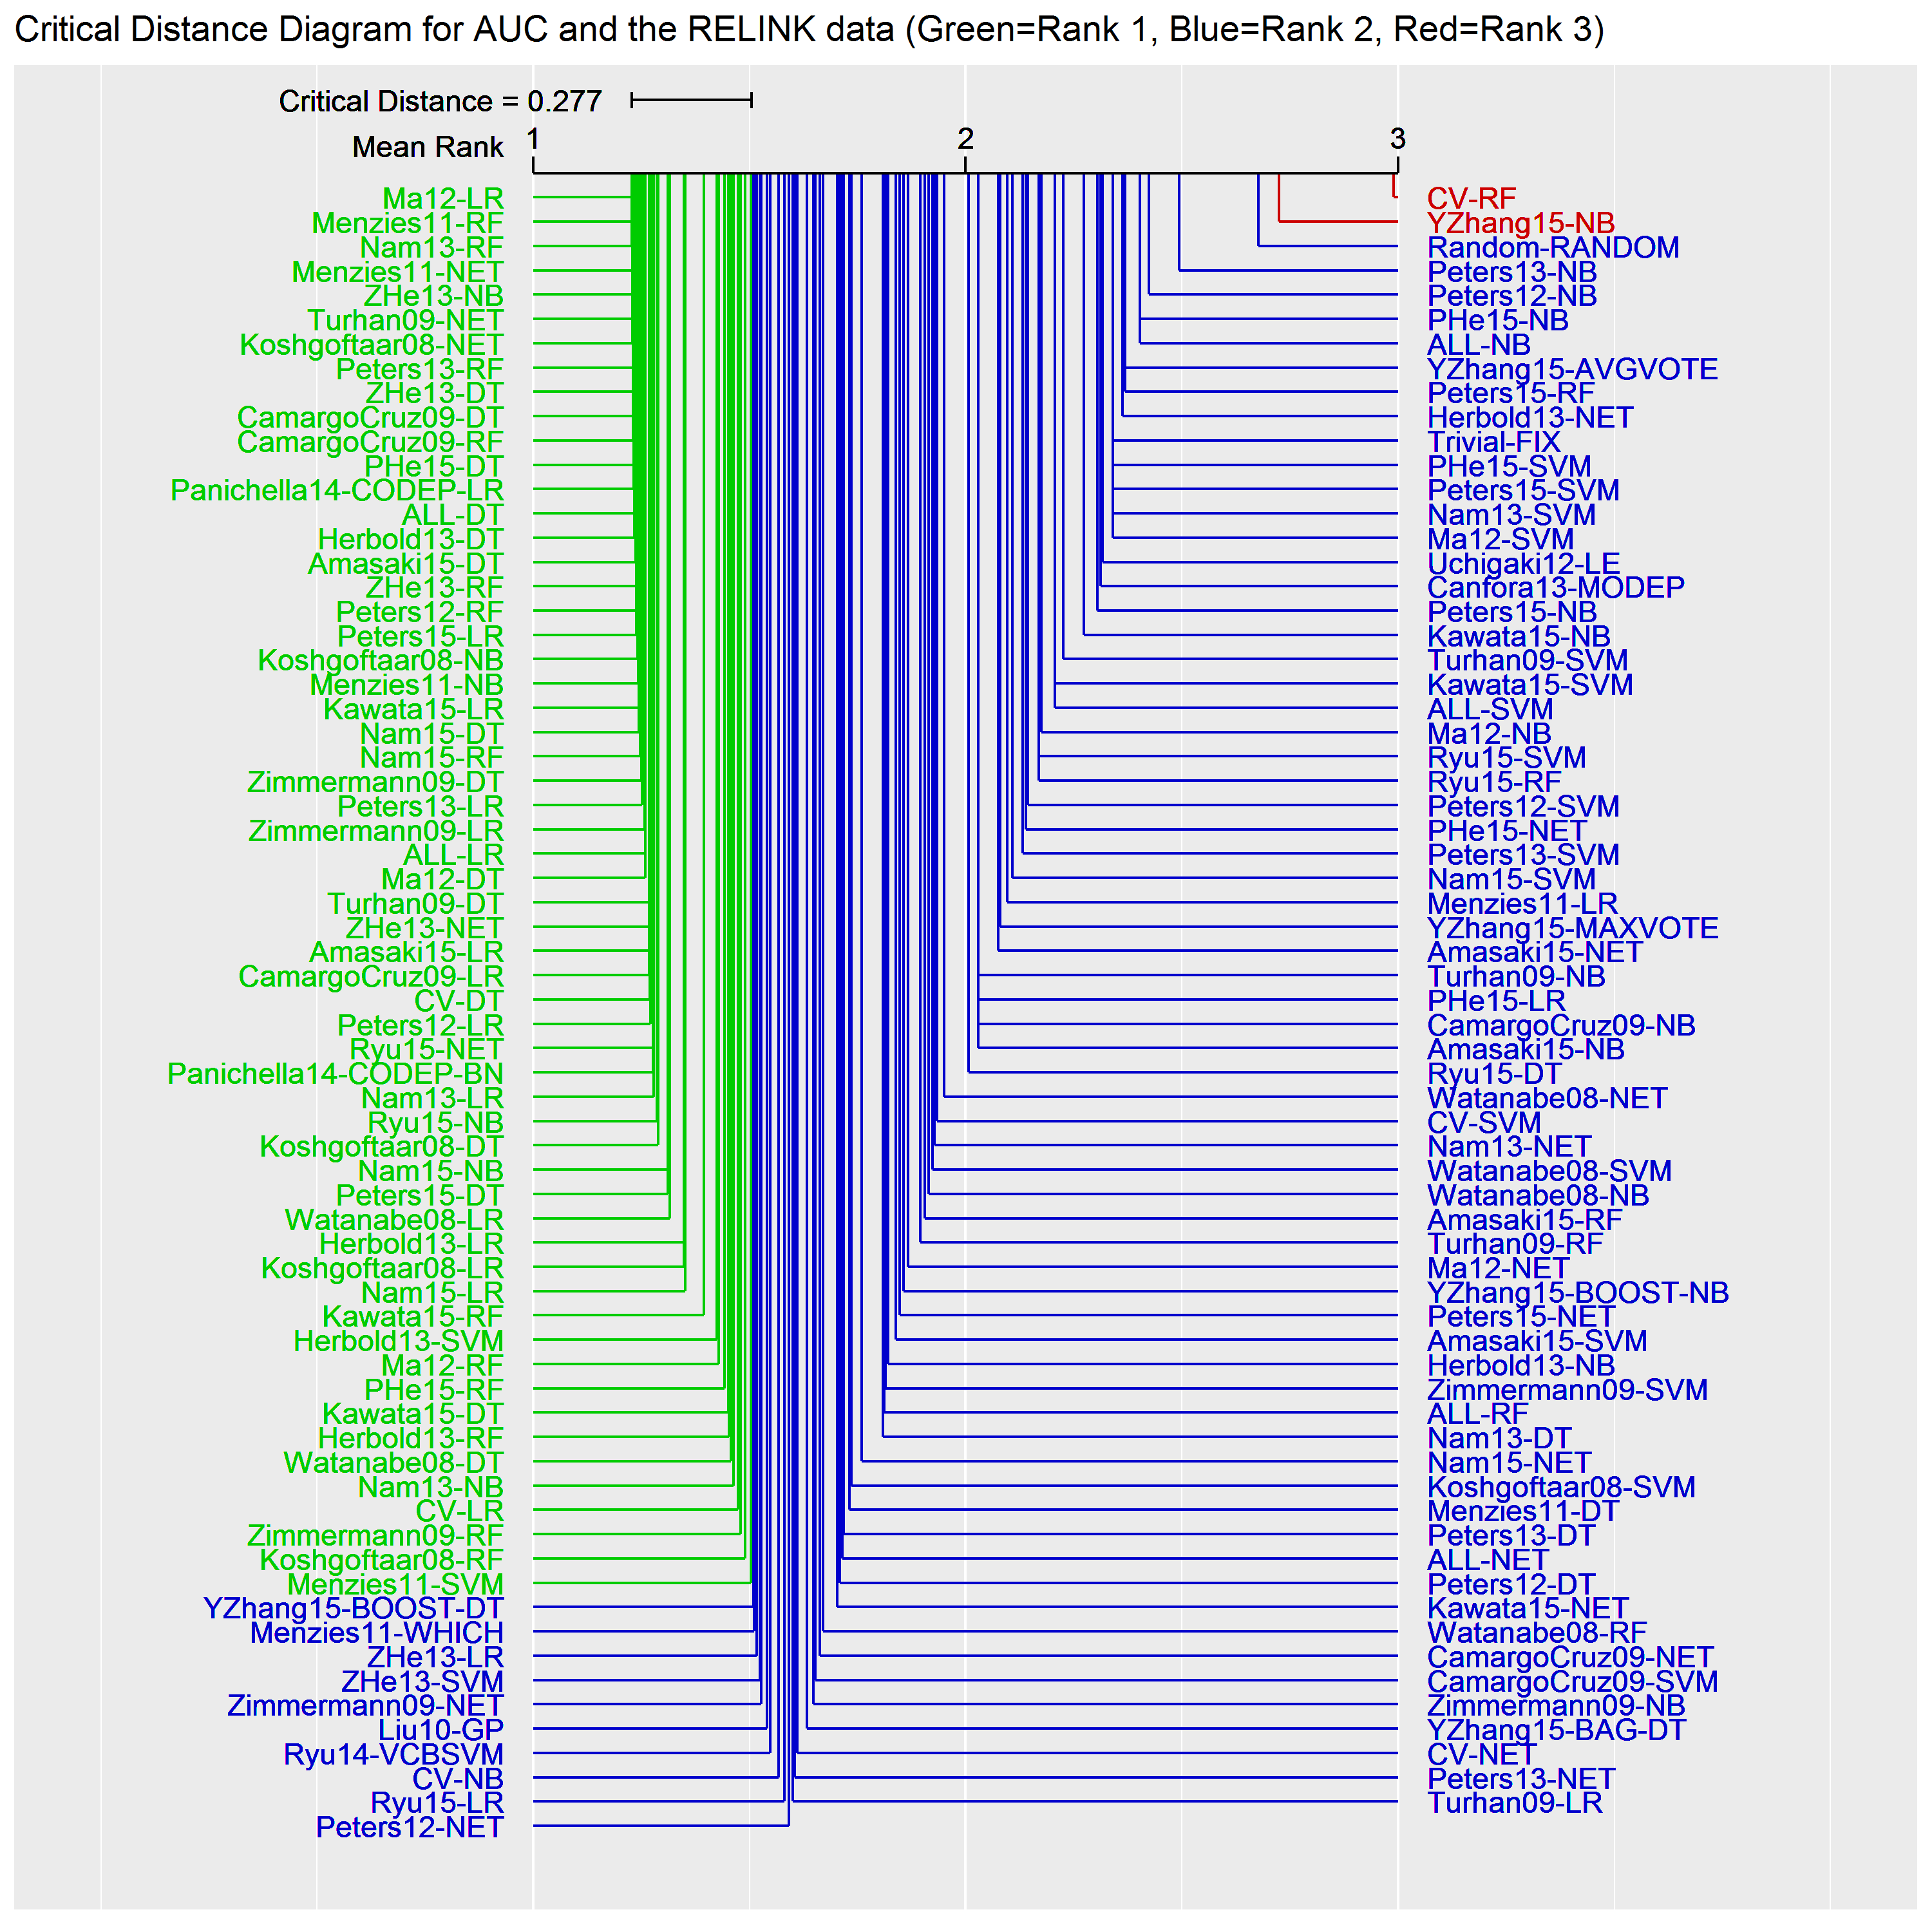 Critical Distance Diagram for AUC and the RELINK data (Green=Rank 1, Blue=Rank 2, Red=Rank 3)
Critical Distance = 0.277
Mean Rank
1
2
3
Ma12-LR
Menzies11-RF
Nam13-RF
Menzies11-NET
ZHe13-NB
Turhan09-NET
Koshgoftaar08-NET
Peters13-RF
ZHe13-DT
CamargoCruz09-DT
CamargoCruz09-RF
PHe15-DT
Panichella14-CODEP-LR
ALL-DT
Herbold13-DT
Amasaki15-DT
ZHe13-RF
Peters12-RF
Peters15-LR
Koshgoftaar08-NB
Menzies11-NB
Kawata15-LR
Nam15-DT
Nam15-RF
Zimmermann09-DT
Peters13-LR
Zimmermann09-LR
ALL-LR
Ma12-DT
Turhan09-DT
ZHe13-NET
Amasaki15-LR
CamargoCruz09-LR
CV-DT
Peters12-LR
Ryu15-NET
Panichella14-CODEP-BN
Nam13-LR
Ryu15-NB
Koshgoftaar08-DT
Nam15-NB
Peters15-DT
Watanabe08-LR
Herbold13-LR
Koshgoftaar08-LR
Nam15-LR
Kawata15-RF
Herbold13-SVM
Ma12-RF
PHe15-RF
Kawata15-DT
Herbold13-RF
Watanabe08-DT
Nam13-NB
CV-LR
Zimmermann09-RF
Koshgoftaar08-RF
Menzies11-SVM
YZhang15-BOOST-DT
Menzies11-WHICH
ZHe13-LR
ZHe13-SVM
Zimmermann09-NET
Liu10-GP
Ryu14-VCBSVM
CV-NB
Ryu15-LR
Peters12-NET
CV-RF
YZhang15-NB
Random-RANDOM
Peters13-NB
Peters12-NB
PHe15-NB
ALL-NB
YZhang15-AVGVOTE
Peters15-RF
Herbold13-NET
Trivial-FIX
PHe15-SVM
Peters15-SVM
Nam13-SVM
Ma12-SVM
Uchigaki12-LE
Canfora13-MODEP
Peters15-NB
Kawata15-NB
Turhan09-SVM
Kawata15-SVM
ALL-SVM
Ma12-NB
Ryu15-SVM
Ryu15-RF
Peters12-SVM
PHe15-NET
Peters13-SVM
Nam15-SVM
Menzies11-LR
YZhang15-MAXVOTE
Amasaki15-NET
Turhan09-NB
PHe15-LR
CamargoCruz09-NB
Amasaki15-NB
Ryu15-DT
Watanabe08-NET
CV-SVM
Nam13-NET
Watanabe08-SVM
Watanabe08-NB
Amasaki15-RF
Turhan09-RF
Ma12-NET
YZhang15-BOOST-NB
Peters15-NET
Amasaki15-SVM
Herbold13-NB
Zimmermann09-SVM
ALL-RF
Nam13-DT
Nam15-NET
Koshgoftaar08-SVM
Menzies11-DT
Peters13-DT
ALL-NET
Peters12-DT
Kawata15-NET
Watanabe08-RF
CamargoCruz09-NET
CamargoCruz09-SVM
Zimmermann09-NB
YZhang15-BAG-DT
CV-NET
Peters13-NET
Turhan09-LR